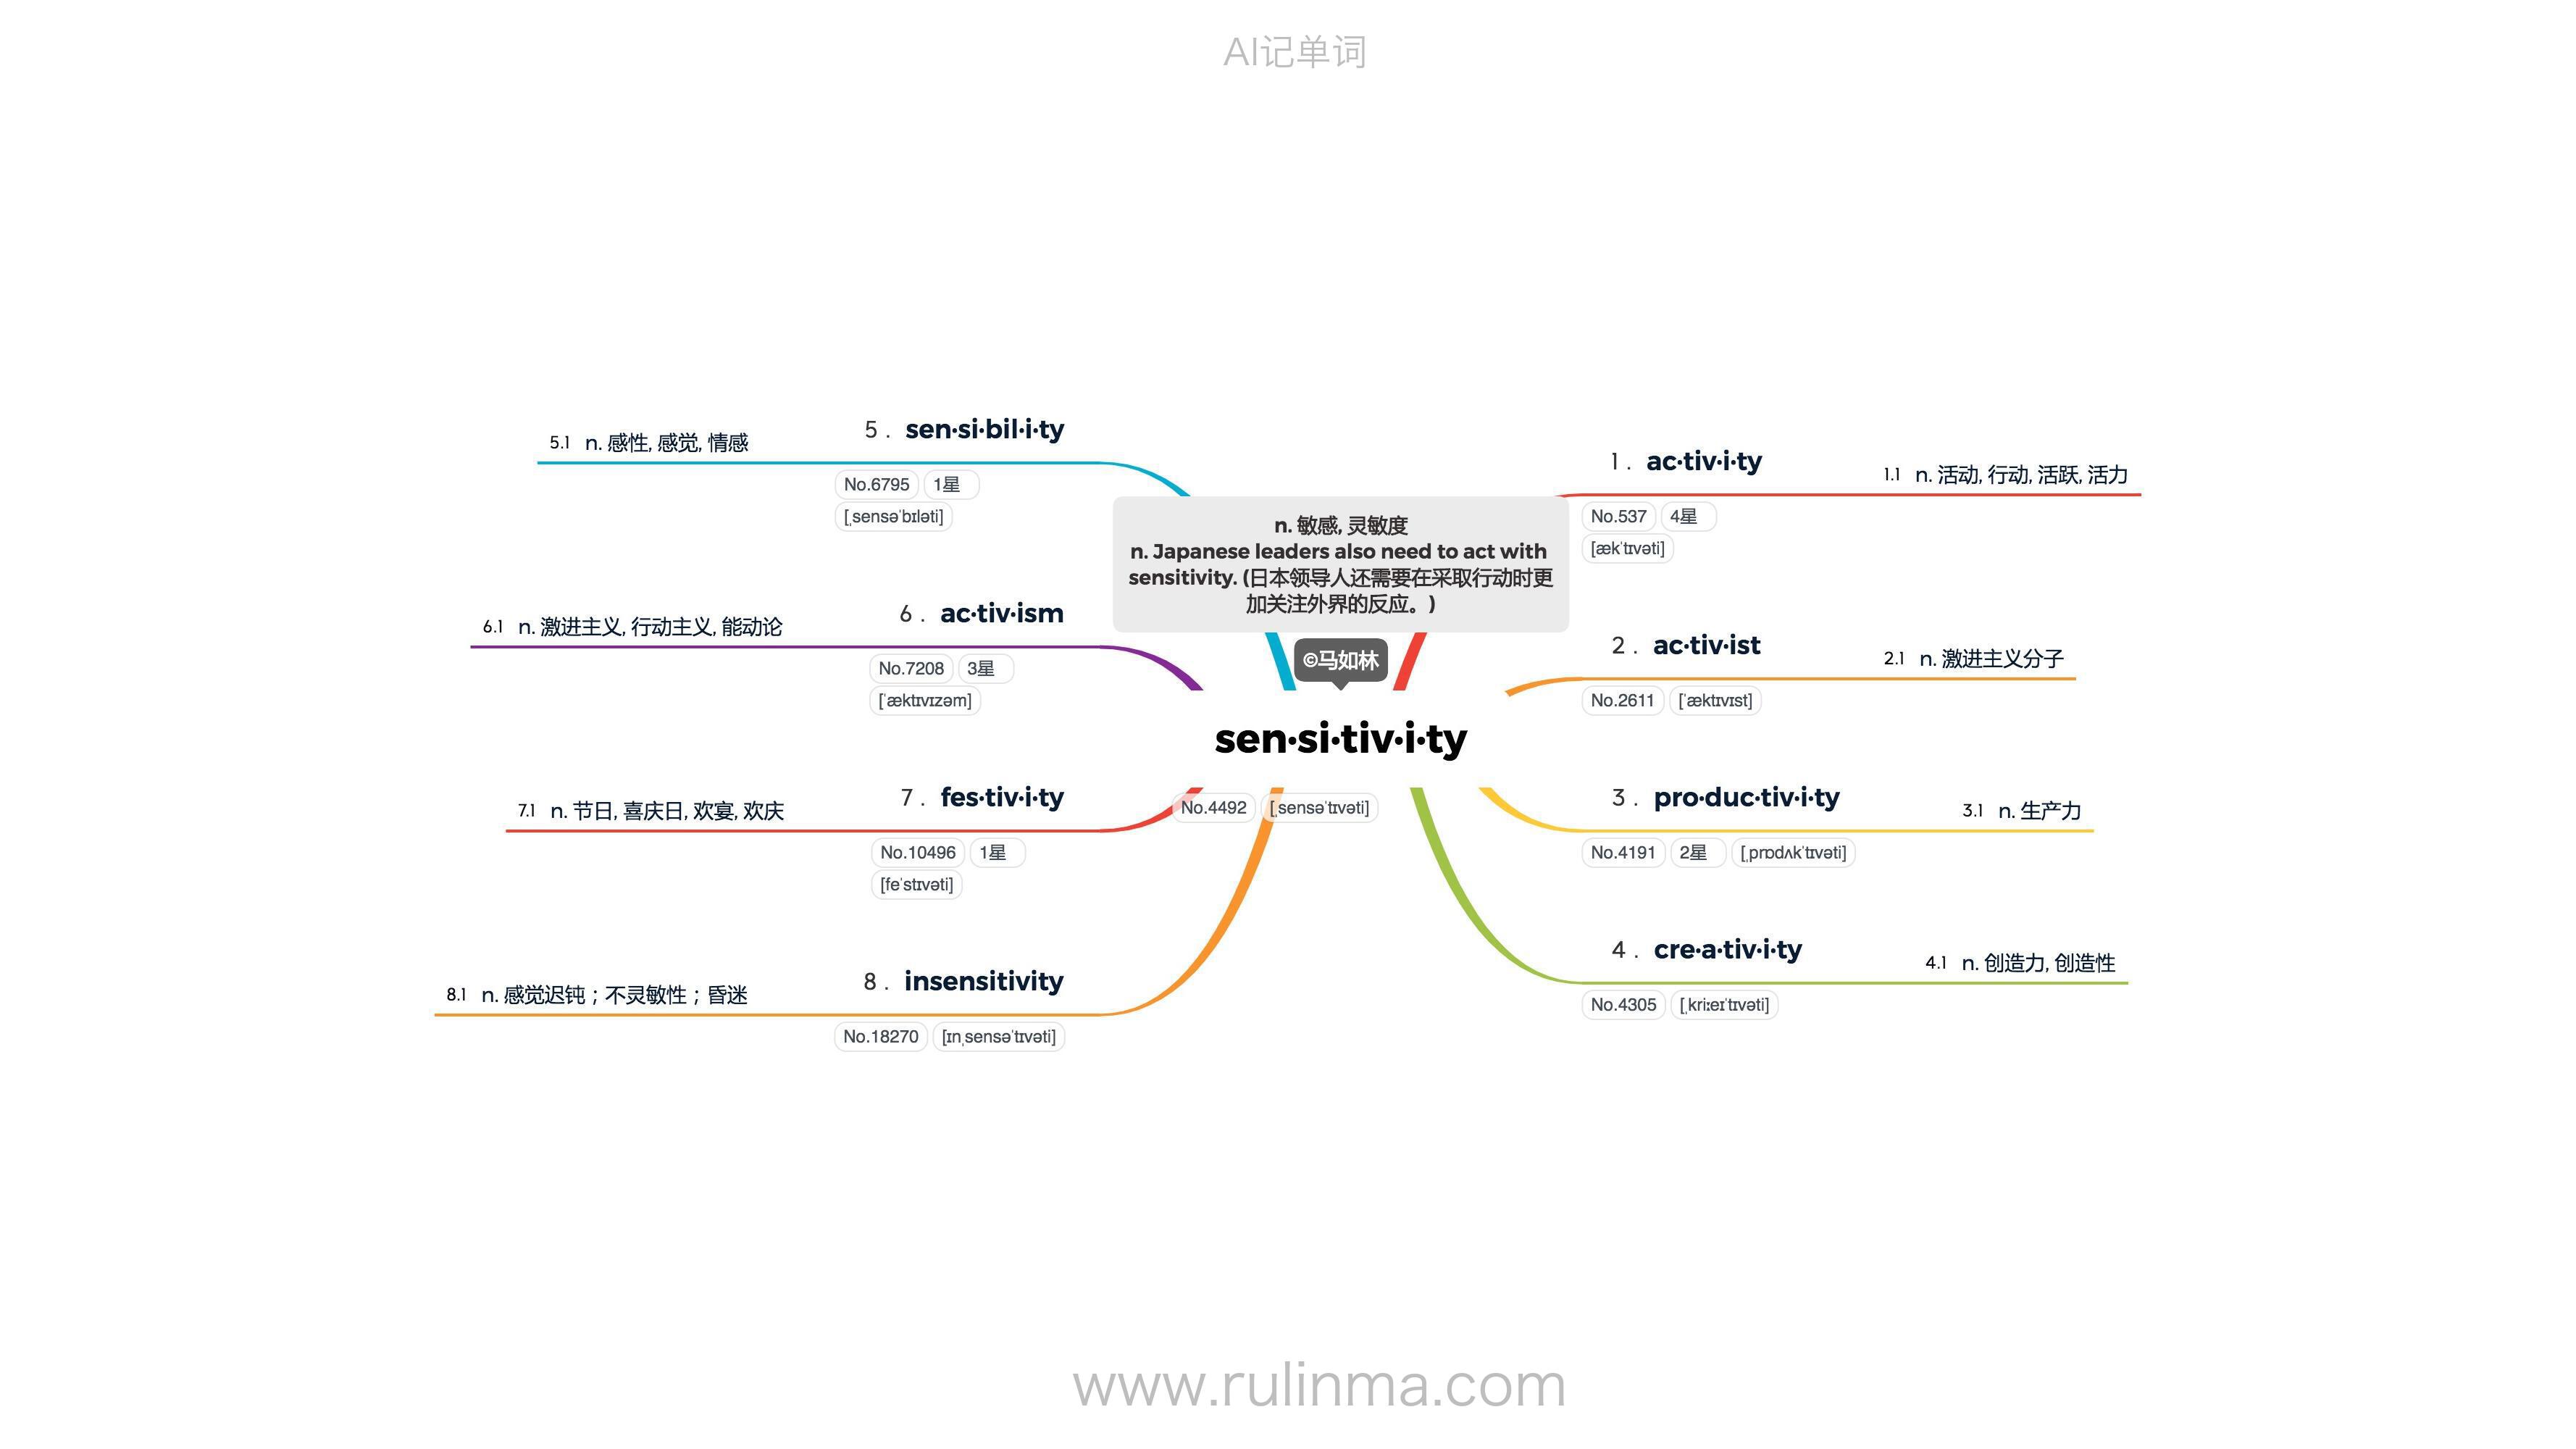 AI记单词
n. 敏感, 灵敏度
n. Japanese leaders also need to act with
sensitivity. (日本领导人还需要在采取行动时更
加关注外界的反应。)
©马如林
sen·si·tiv·i·ty
No.4492 [ˌsensəˈtɪvəti]
1 . ac·tiv·i·ty
1.1 n. 活动, 行动, 活跃, 活力
No.537 4星
[ækˈtɪvəti]
2 . ac·tiv·ist
2.1 n. 激进主义分子
No.2611 [ˈæktɪvɪst]
3 . pro·duc·tiv·i·ty
3.1 n. 生产力
No.4191 2星 [ˌprɒdʌkˈtɪvəti]
4 . cre·a·tiv·i·ty
4.1 n. 创造力, 创造性
No.4305 [ˌkriːeɪˈtɪvəti]
5 . sen·si·bil·i·ty
5.1 n. 感性, 感觉, 情感
No.6795 1星
[ˌsensəˈbɪləti]
6 . ac·tiv·ism
6.1 n. 激进主义, 行动主义, 能动论
No.7208 3星
[ˈæktɪvɪzəm]
7 . fes·tiv·i·ty
7.1 n. 节日, 喜庆日, 欢宴, 欢庆
No.10496 1星
[feˈstɪvəti]
8 . insensitivity
8.1 n. 感觉迟钝；不灵敏性；昏迷
No.18270 [ɪnˌsensəˈtɪvəti]
www.rulinma.com